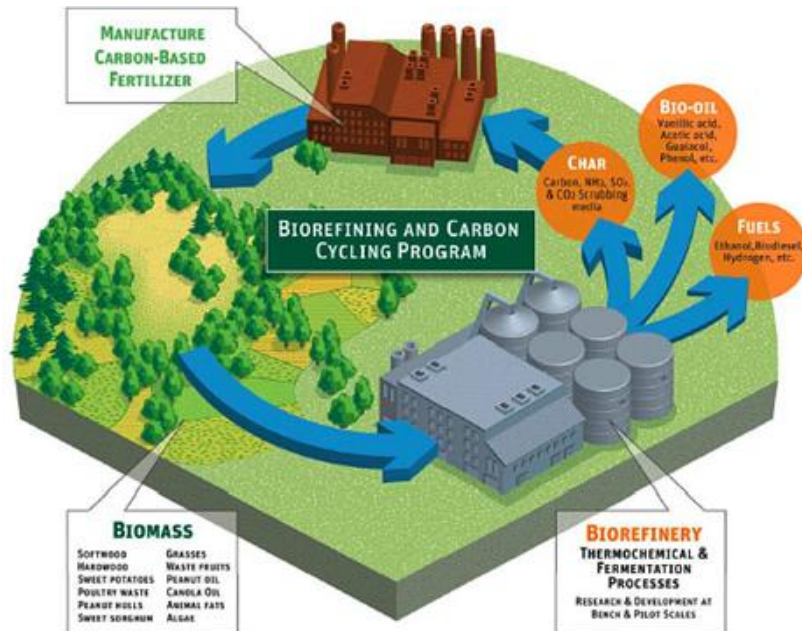 MANUFACTURE
CARBON-BASED
FERTILIZER
BIO-OIL
Vanillic acid,
Acetic acid,
Guaiacol,
Phenol, etc.
CHAR
Carbon, NH3, SO2,
& CO2 Scrubbing
media
FUELS
Ethanol, Biodiesel,
Hydrogen, etc.
BIOREFINING AND CARBON
CYCLING PROGRAM
BIOMASS
SOFTWOOD
HARDWOOD
SWEET POTATOES
POULTRY WASTE
PEANUT HULLS
SWEET SORGHUM
GRASSES
WASTE FRUITS
PEANUT OIL
CANOLA OIL
ANIMAL FATS
ALGAE
BIOREFINERY
THERMOCHEMICAL &
FERMENTATION
PROCESSES
RESEARCH & DEVELOPMENT AT
BENCH & PILOT SCALES